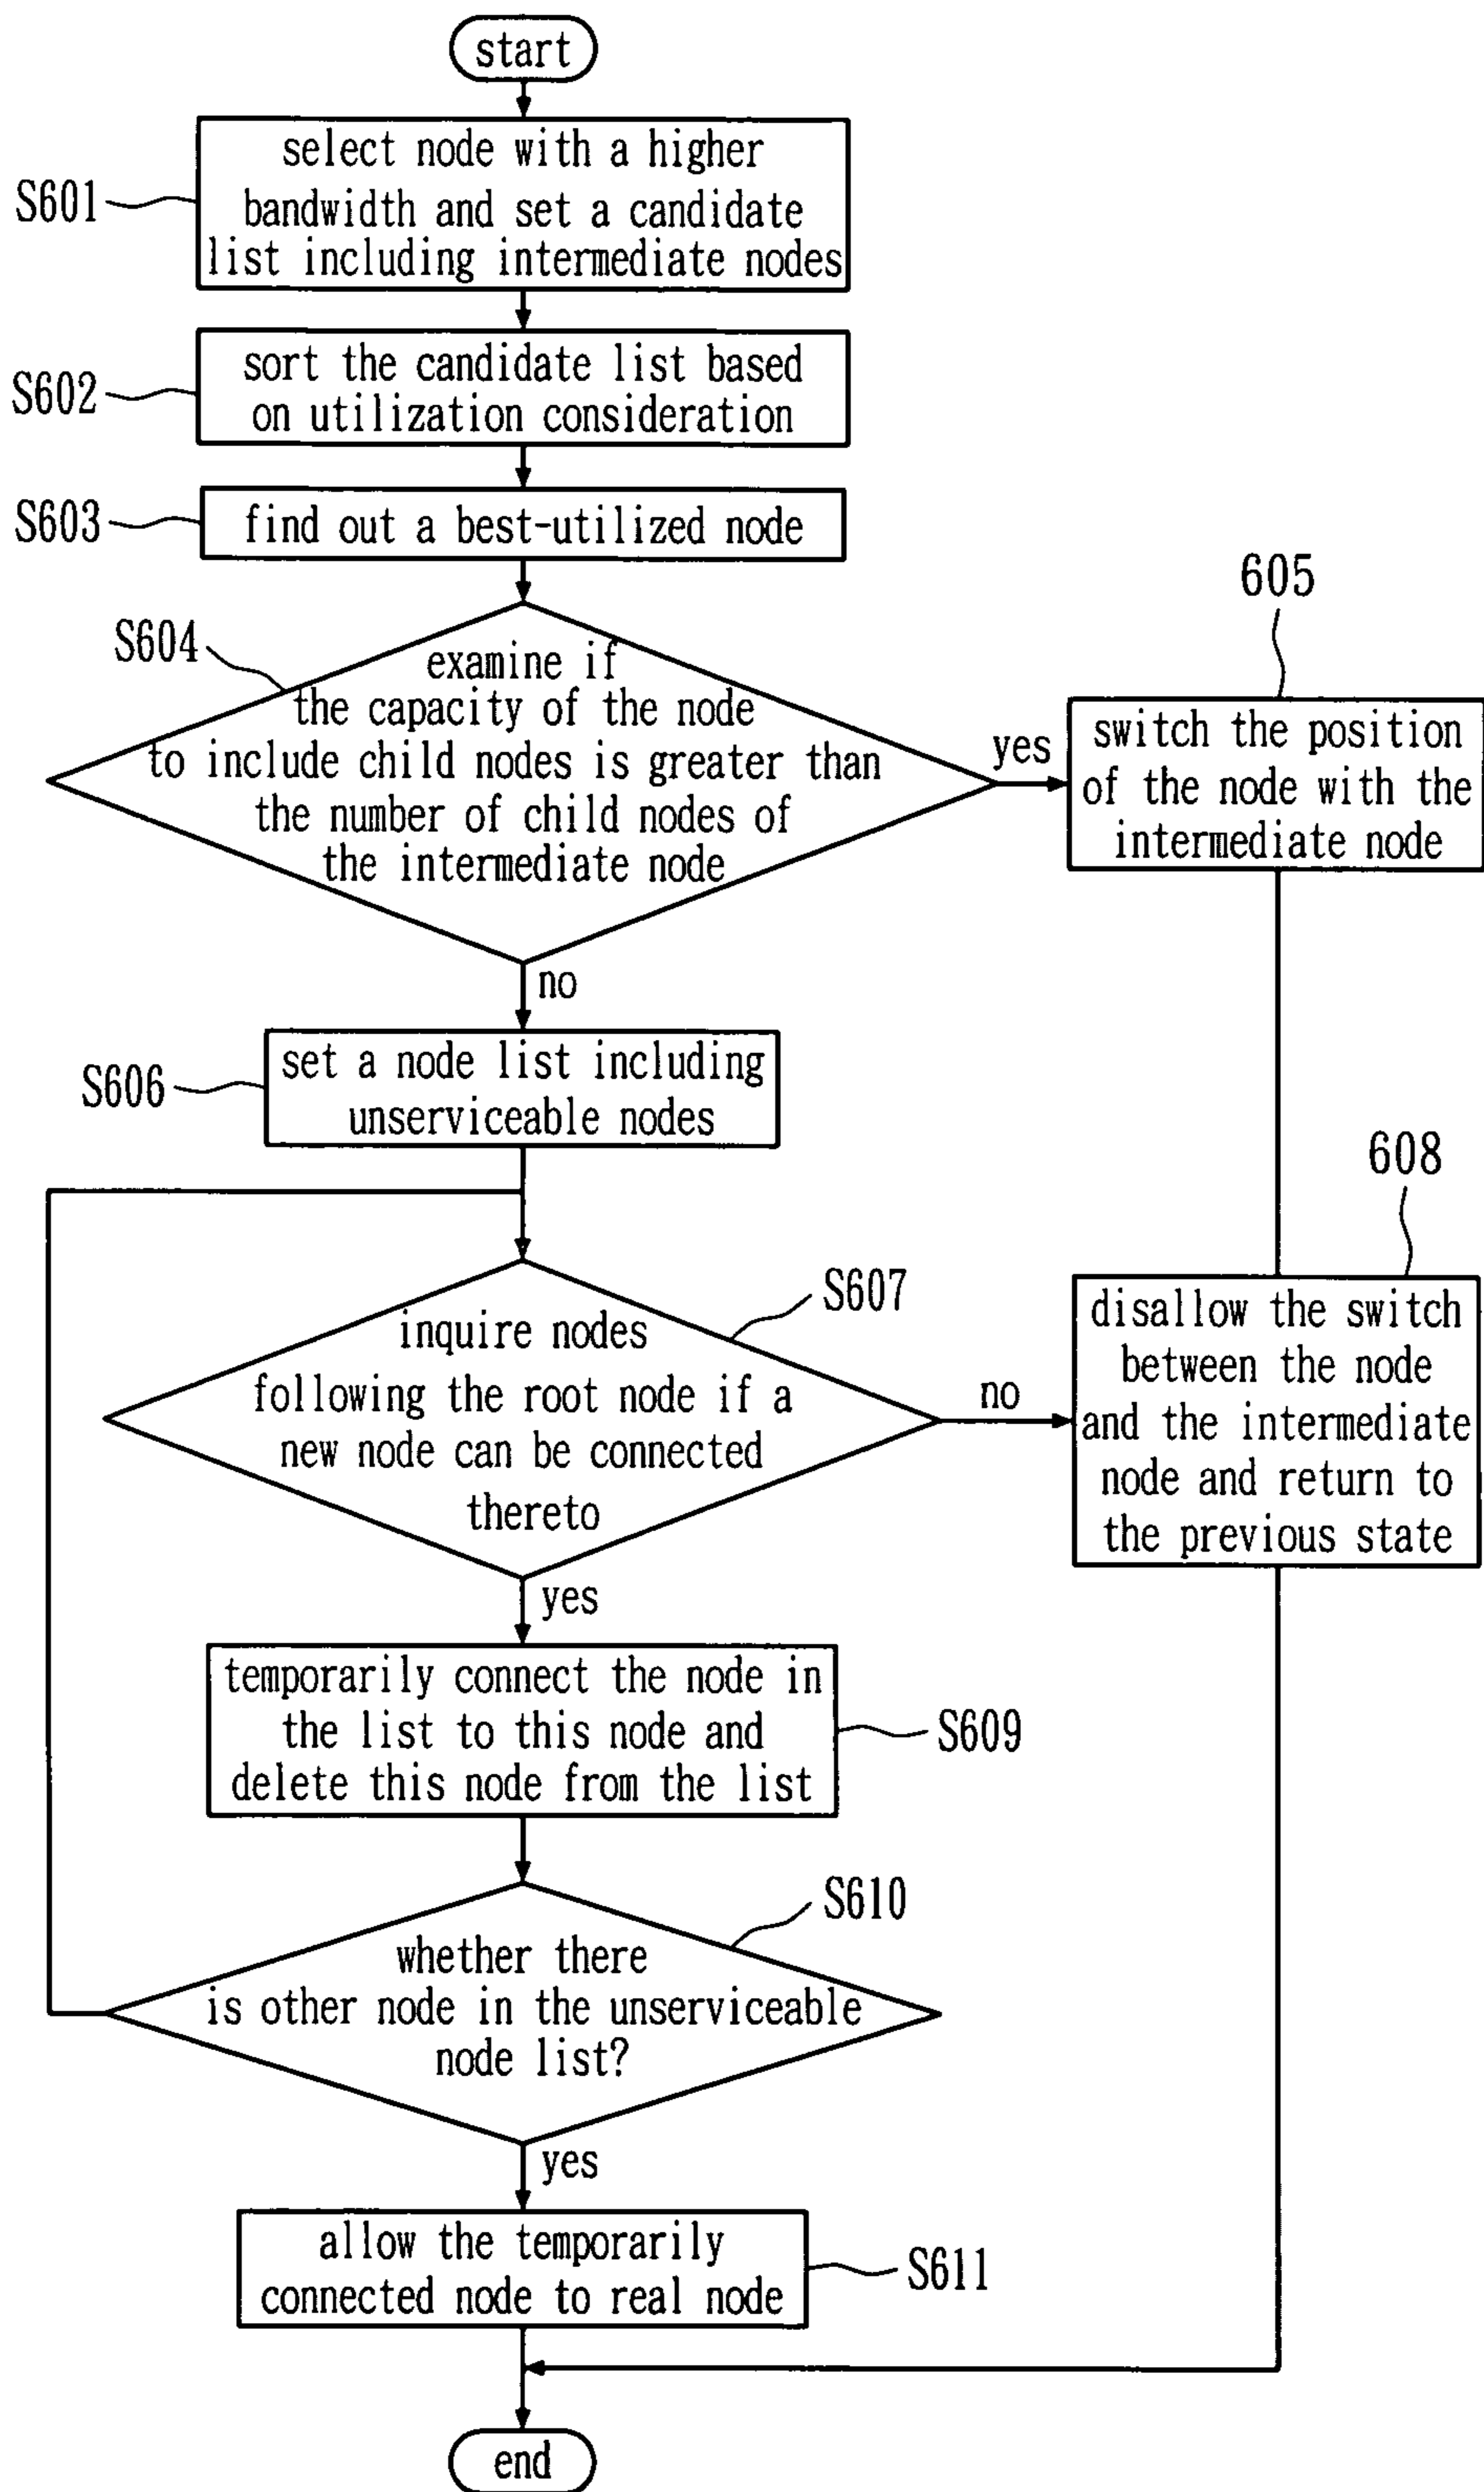 start
S601
select node with a higher
bandwidth and set a candidate
list including intermediate nodes
S602
sort the candidate list based
on utilization consideration
S603
find out a best-utilized node
S604
examine if
the capacity of the node
to include child nodes is greater than
the number of child nodes of
the intermediate node
yes
605
switch the position
of the node with the
intermediate node
no
S606
set a node list including
unserviceable nodes
S607
inquire nodes
following the root node if a
new node can be connected
thereto
no
608
disallow the switch
between the node
and the intermediate
node and return to
the previous state
yes
temporarily connect the node in
the list to this node and
delete this node from the list
S609
S610
whether there
is other node in the unserviceable
node list?
yes
allow the temporarily
connected node to real node
S611
end